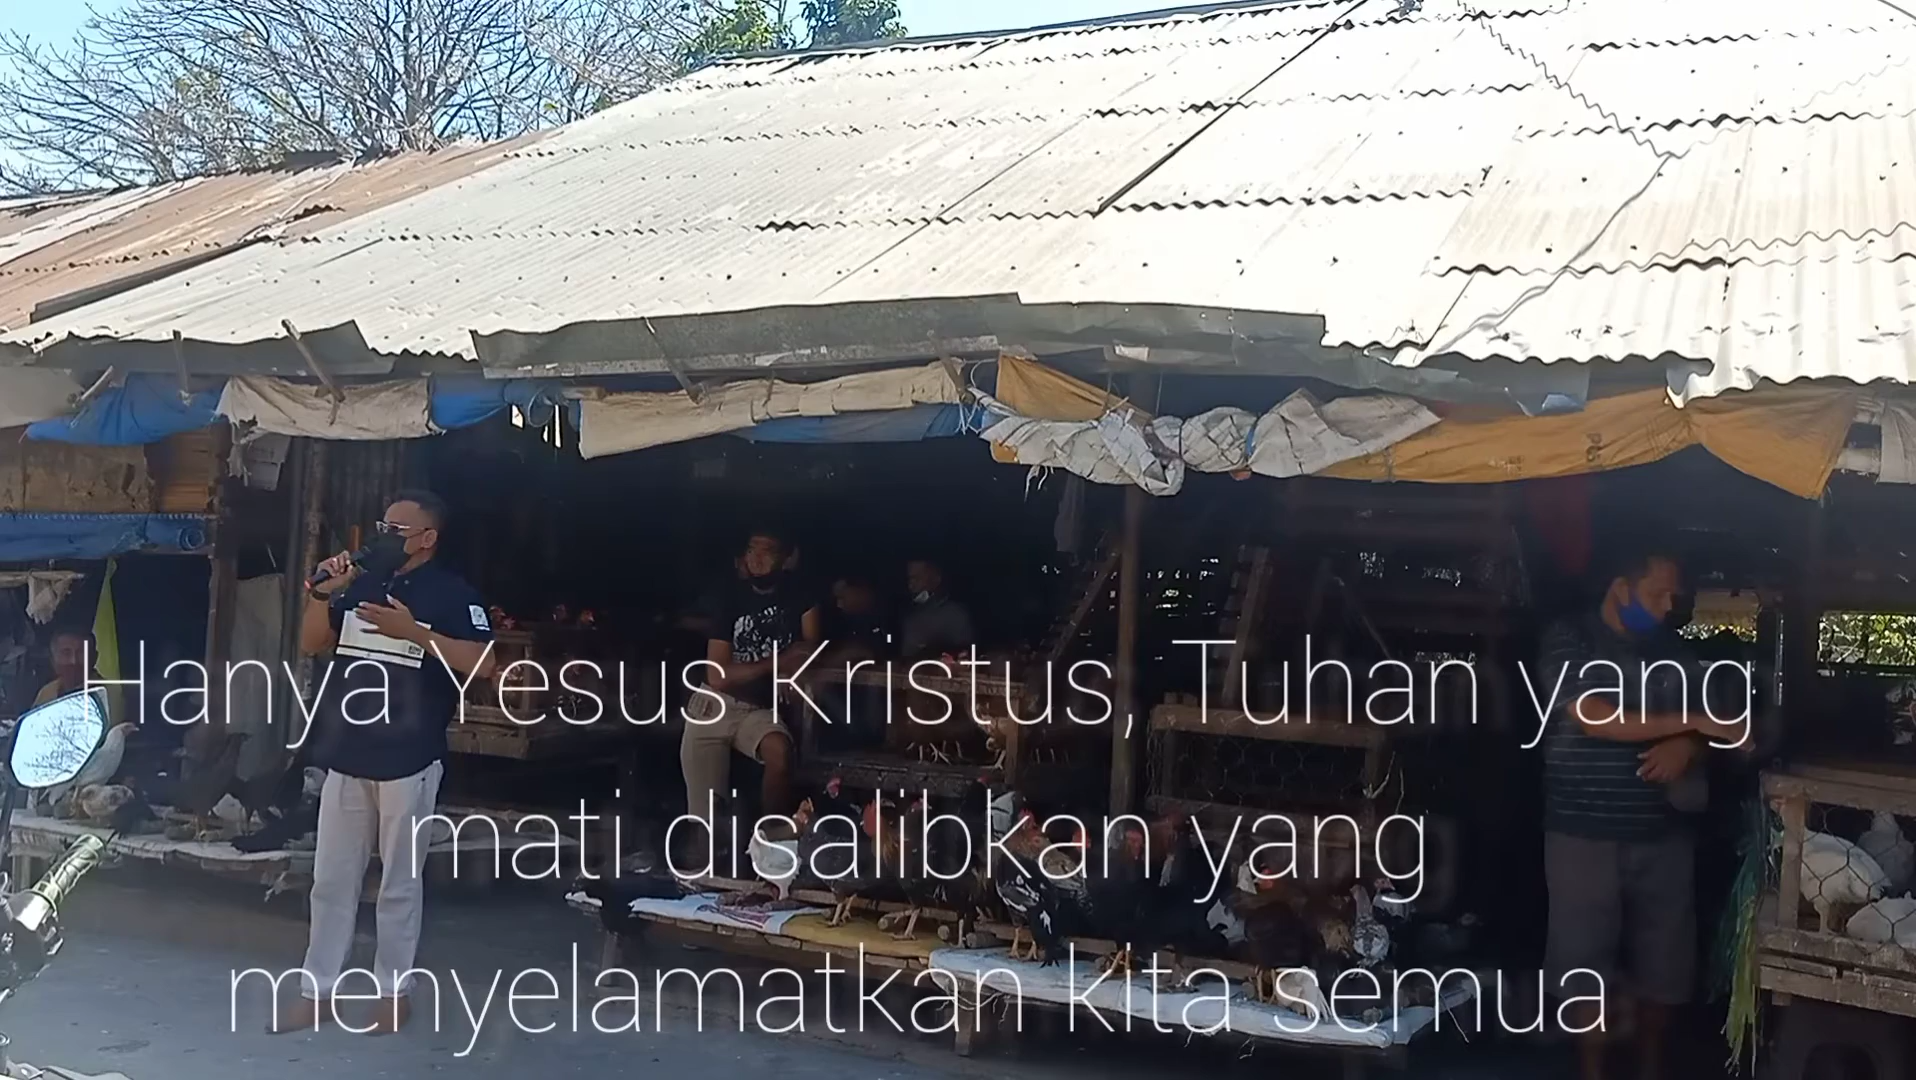 Hanya Yesus Kristus, Tuhan yang
mati disalibkan yang
menyelamatkan kita semua